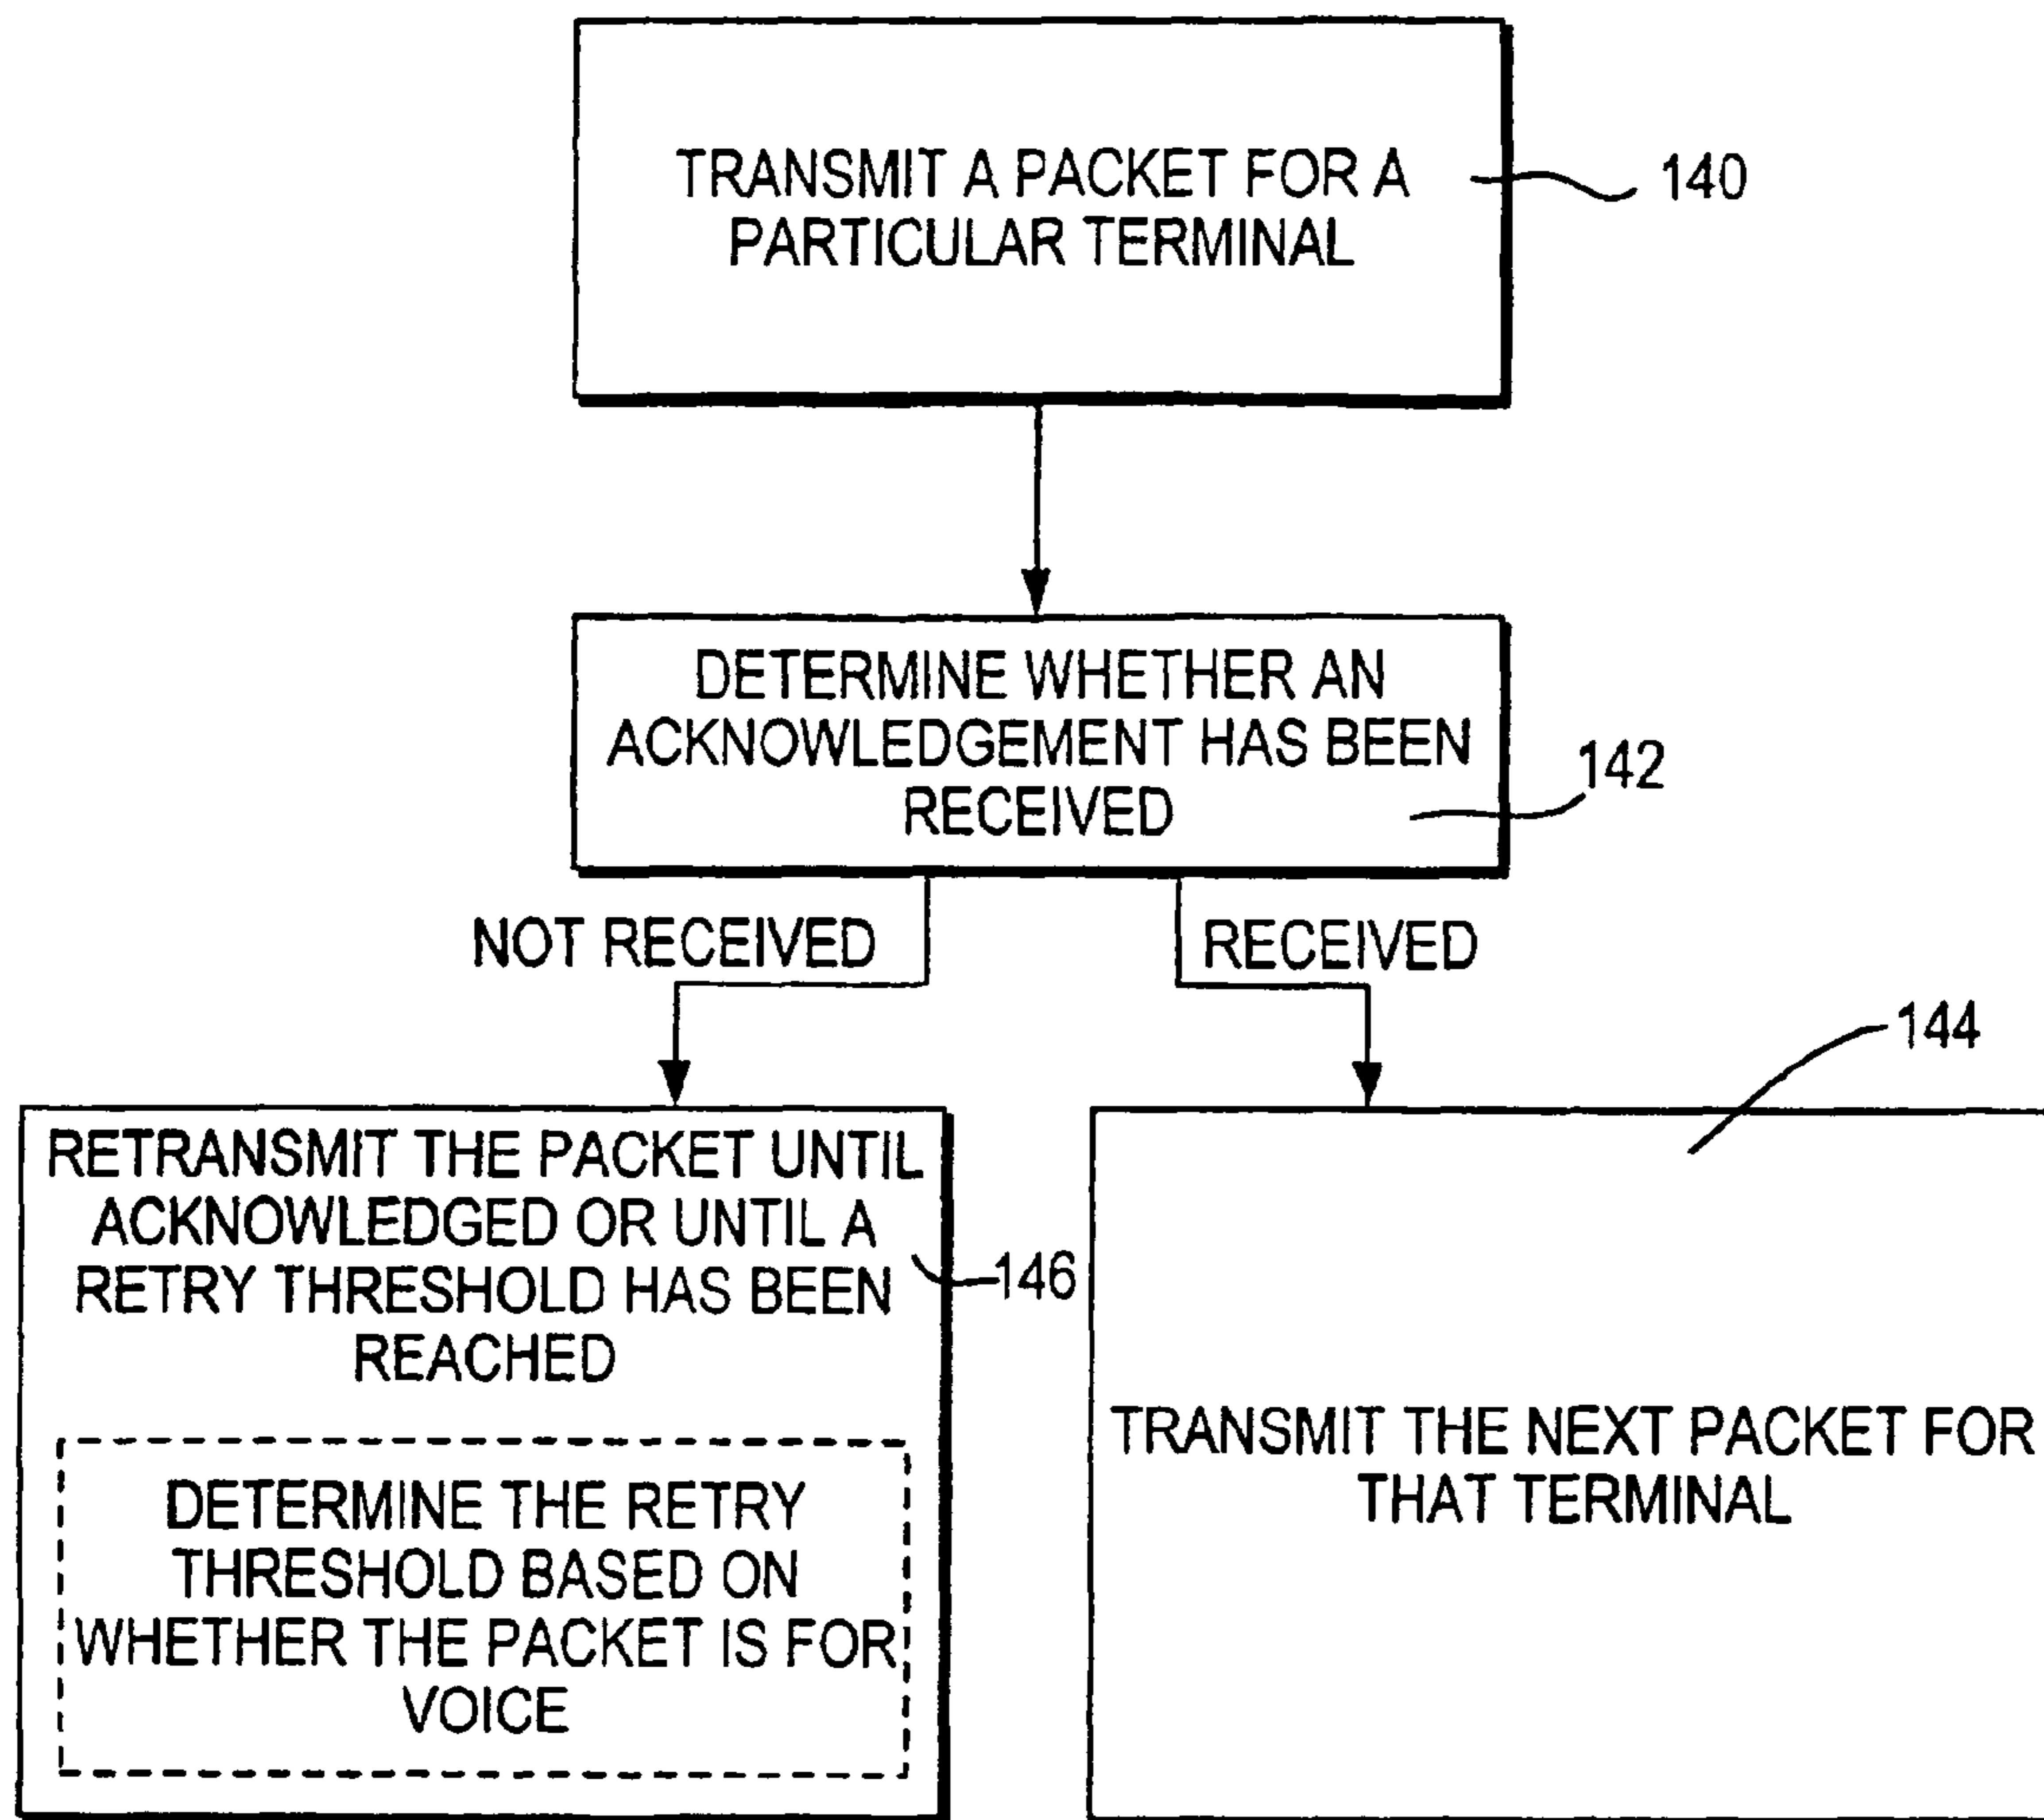 TRANSMIT A PACKET FOR A
PARTICULAR TERMINAL
140
DETERMINE WHETHER AN
ACKNOWLEDGEMENT HAS BEEN
RECEIVED
142
NOT RECEIVED
RECEIVED
144
RETRANSMIT THE PACKET UNTIL
ACKNOWLEDGED OR UNTIL A
RETRY THRESHOLD HAS BEEN
REACHED
146
DETERMINE THE RETRY
THRESHOLD BASED ON
WHETHER THE PACKET IS FOR
VOICE
TRANSMIT THE NEXT PACKET FOR
THAT TERMINAL